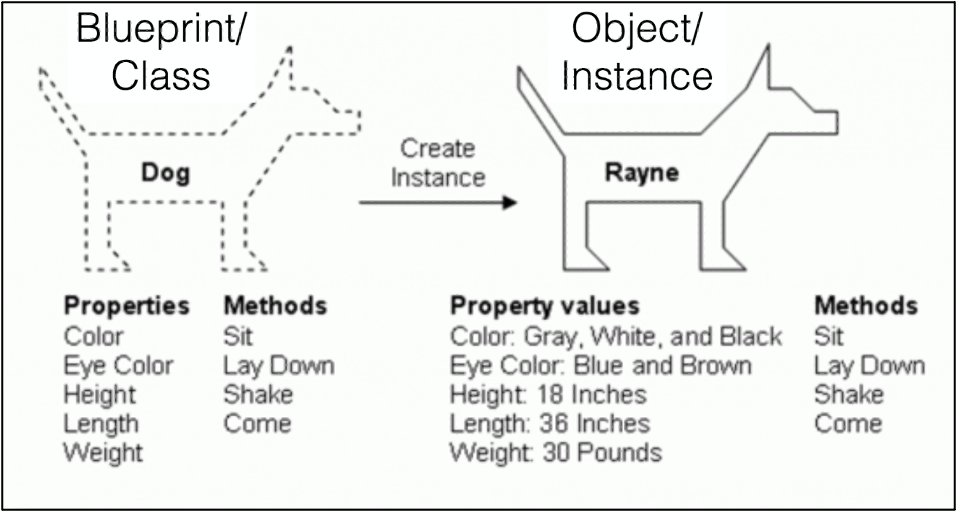 Blueprint/
Class
Object/
Instance
Dog
Create
Instance
Rayne
Properties
Color
Eye Color
Height
Length
Weight
Methods
Sit
Lay Down
Shake
Come
Property values
Color: Gray, White, and Black
Eye Color: Blue and Brown
Height: 18 Inches
Length: 36 Inches
Weight: 30 Pounds
Methods
Sit
Lay Down
Shake
Come